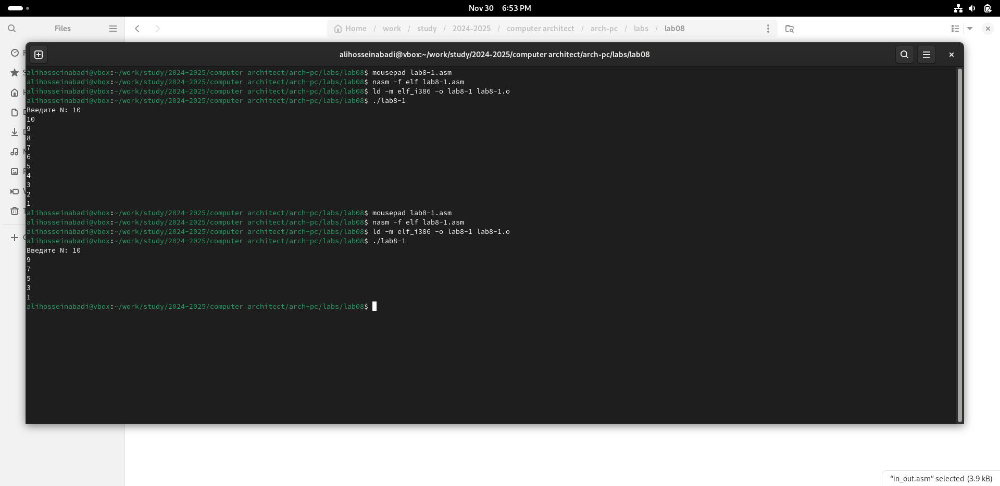 Nov 30 6:53 PM
Files
Home / work / study / 2024-2025 / computer architect / arch-pc / labs / lab08
alihosseinabadi@vbox:~/work/study/2024-2025/computer architect/arch-pc/labs/lab08
alihosseinabadi@vbox:~/work/study/2024-2025/computer architect/arch-pc/labs/lab08$ mousepad lab8-1.asm
alihosseinabadi@vbox:~/work/study/2024-2025/computer architect/arch-pc/labs/lab08$ nasm -f elf lab8-1.asm
alihosseinabadi@vbox:~/work/study/2024-2025/computer architect/arch-pc/labs/lab08$ ld -m elf_i386 -o lab8-1 lab8-1.o
alihosseinabadi@vbox:~/work/study/2024-2025/computer architect/arch-pc/labs/lab08$ ./lab8-1
Введите N: 10
10
9
8
7
6
5
4
3
2
1
alihosseinabadi@vbox:~/work/study/2024-2025/computer architect/arch-pc/labs/lab08$ mousepad lab8-1.asm
alihosseinabadi@vbox:~/work/study/2024-2025/computer architect/arch-pc/labs/lab08$ nasm -f elf lab8-1.asm
alihosseinabadi@vbox:~/work/study/2024-2025/computer architect/arch-pc/labs/lab08$ ld -m elf_i386 -o lab8-1 lab8-1.o
alihosseinabadi@vbox:~/work/study/2024-2025/computer architect/arch-pc/labs/lab08$ ./lab8-1
Введите N: 10
9
7
5
3
1
alihosseinabadi@vbox:~/work/study/2024-2025/computer architect/arch-pc/labs/lab08$
“in_out.asm” selected (3.9 kB)